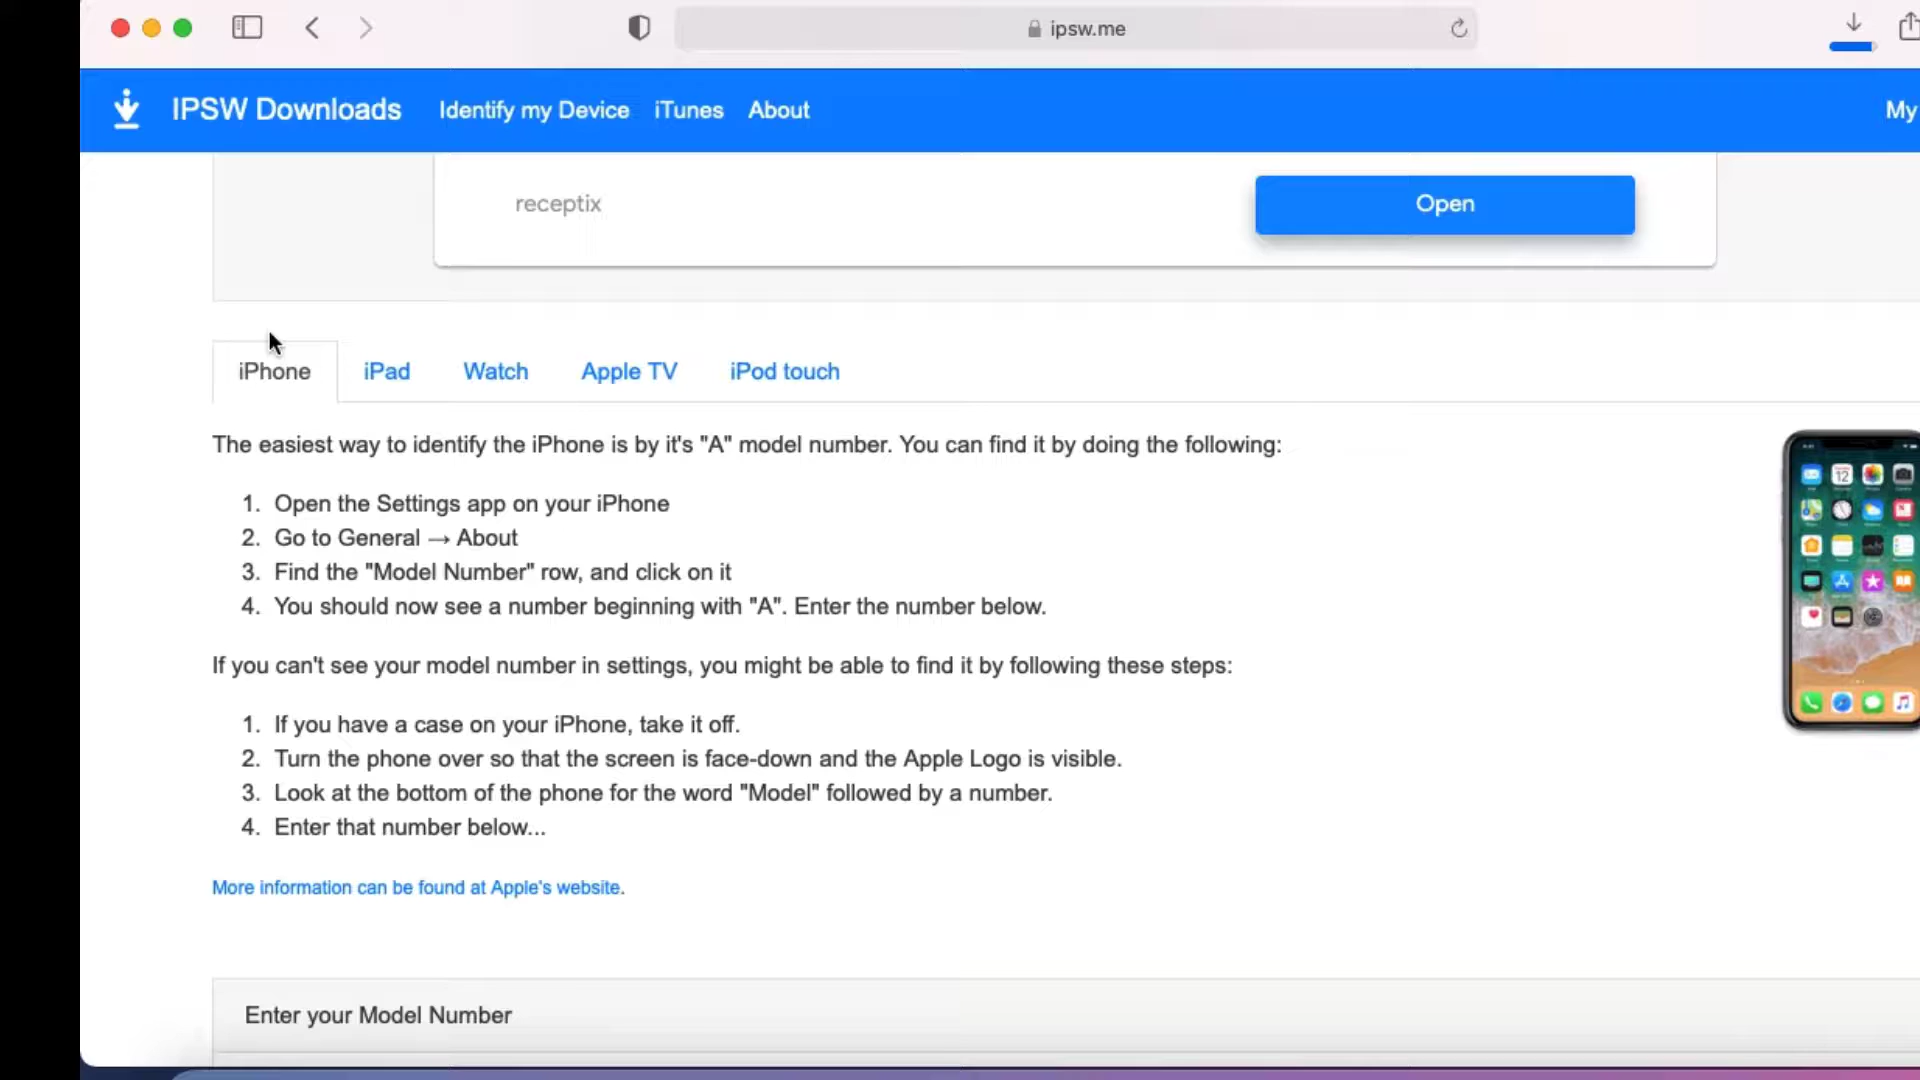 ipsw.me
IPSW Downloads Identify my Device iTunes About My
receptix Open
iPhone iPad Watch Apple TV iPod touch
The easiest way to identify the iPhone is by it's "A" model number. You can find it by doing the following:
1. Open the Settings app on your iPhone
2. Go to General → About
3. Find the "Model Number" row, and click on it
4. You should now see a number beginning with "A". Enter the number below.
If you can't see your model number in settings, you might be able to find it by following these steps:
1. If you have a case on your iPhone, take it off.
2. Turn the phone over so that the screen is face-down and the Apple Logo is visible.
3. Look at the bottom of the phone for the word "Model" followed by a number.
4. Enter that number below...
More information can be found at Apple's website.
Enter your Model Number
12